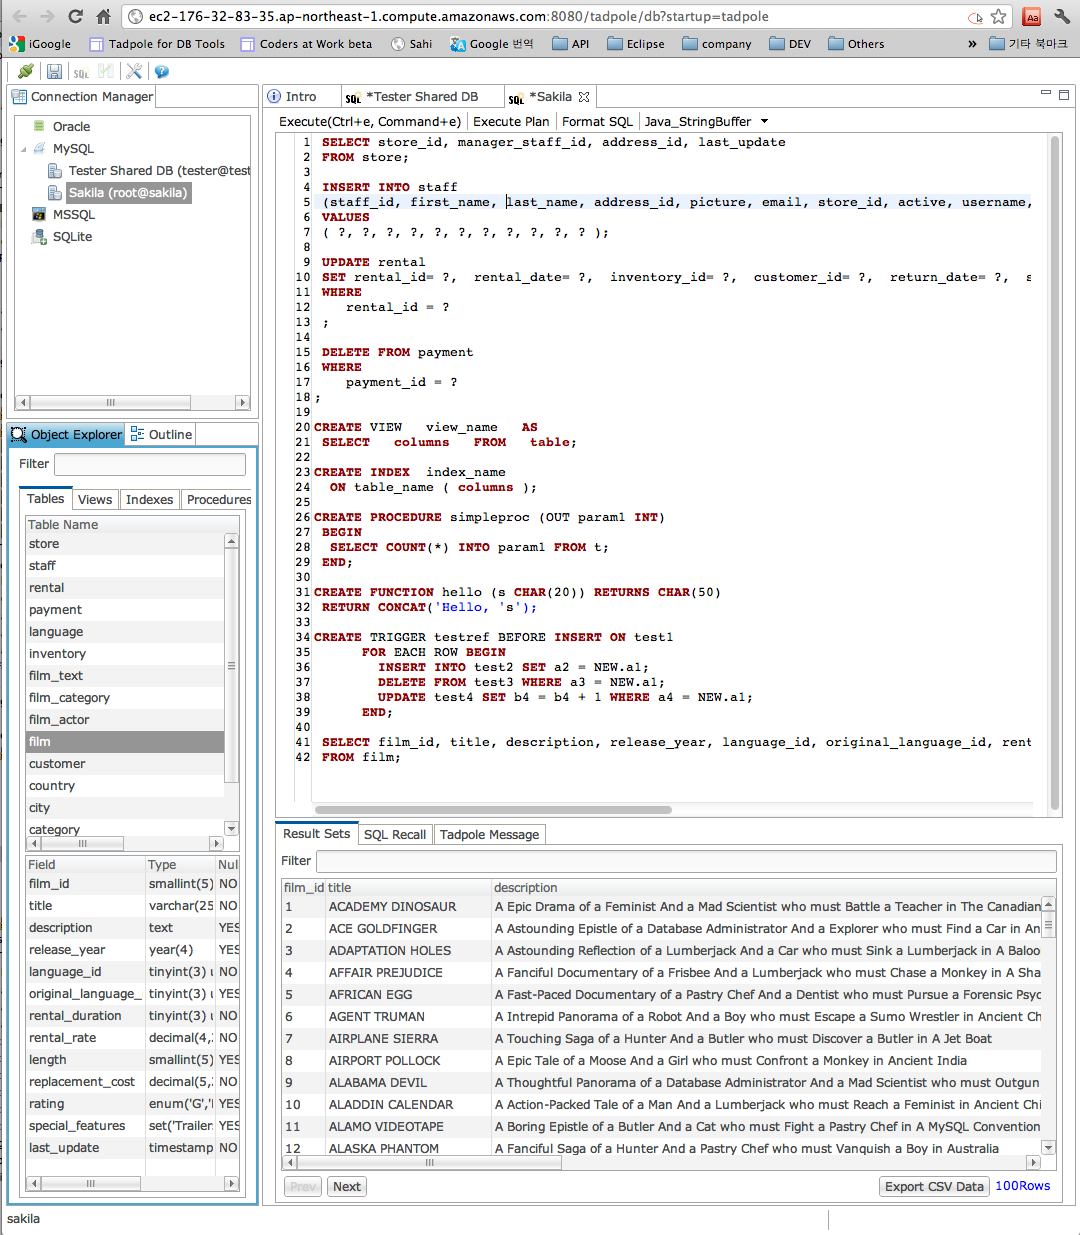 ec2-176-32-83-35.ap-northeast-1.compute.amazonaws.com:8080/tadpole/db?startup=tadpole
iGoogle Tadpole for DB Tools Coders at Work beta Sahi Google 번역 API Eclipse company DEV Others » 기타 북마크
SQL
Connection Manager
Oracle
MySQL
Tester Shared DB (tester@test
Sakila (root@sakila)
MSSQL
SQLite
Object Explorer Outline
Filter
Tables Views Indexes Procedures
Table Name
store
staff
rental
payment
language
inventory
film_text
film_category
film_actor
film
customer
country
city
category
Field Type Nul
film_id smallint(5) NO
title varchar(25 NO
description text YES
release_year year(4) YES
language_id tinyint(3) u NO
original_language_ tinyint(3) u YES
rental_duration tinyint(3) u NO
rental_rate decimal(4, NO
length smallint(5) YES
replacement_cost decimal(5, NO
rating enum('G',' YES
special_features set('Trailer YES
last_update timestamp NO
Intro SQL *Tester Shared DB SQL *Sakila
Execute(Ctrl+e, Command+e) Execute Plan Format SQL Java_StringBuffer
1 SELECT store_id, manager_staff_id, address_id, last_update
2 FROM store;
3
4 INSERT INTO staff
5 (staff_id, first_name, last_name, address_id, picture, email, store_id, active, username,
6 VALUES
7 ( ?, ?, ?, ?, ?, ?, ?, ?, ?, ?, ? );
8
9 UPDATE rental
10 SET rental_id= ?, rental_date= ?, inventory_id= ?, customer_id= ?, return_date= ?, s
11 WHERE
12 rental_id = ?
13 ;
14
15 DELETE FROM payment
16 WHERE
17 payment_id = ?
18 ;
19
20 CREATE VIEW view_name AS
21 SELECT columns FROM table;
22
23 CREATE INDEX index_name
24 ON table_name ( columns );
25
26 CREATE PROCEDURE simpleproc (OUT param1 INT)
27 BEGIN
28 SELECT COUNT(*) INTO param1 FROM t;
29 END;
30
31 CREATE FUNCTION hello (s CHAR(20)) RETURNS CHAR(50)
32 RETURN CONCAT('Hello, 's');
33
34 CREATE TRIGGER testref BEFORE INSERT ON test1
35 FOR EACH ROW BEGIN
36 INSERT INTO test2 SET a2 = NEW.a1;
37 DELETE FROM test3 WHERE a3 = NEW.a1;
38 UPDATE test4 SET b4 = b4 + 1 WHERE a4 = NEW.a1;
39 END;
40
41 SELECT film_id, title, description, release_year, language_id, original_language_id, rent
42 FROM film;
Result Sets SQL Recall Tadpole Message
Filter
film_id title description
1 ACADEMY DINOSAUR A Epic Drama of a Feminist And a Mad Scientist who must Battle a Teacher in The Canadian
2 ACE GOLDFINGER A Astounding Epistle of a Database Administrator And a Explorer who must Find a Car in An
3 ADAPTATION HOLES A Astounding Reflection of a Lumberjack And a Car who must Sink a Lumberjack in A Baloo
4 AFFAIR PREJUDICE A Fanciful Documentary of a Frisbee And a Lumberjack who must Chase a Monkey in A Sha
5 AFRICAN EGG A Fast-Paced Documentary of a Pastry Chef And a Dentist who must Pursue a Forensic Psyc
6 AGENT TRUMAN A Intrepid Panorama of a Robot And a Boy who must Escape a Sumo Wrestler in Ancient Ch
7 AIRPLANE SIERRA A Touching Saga of a Hunter And a Butler who must Discover a Butler in A Jet Boat
8 AIRPORT POLLOCK A Epic Tale of a Moose And a Girl who must Confront a Monkey in Ancient India
9 ALABAMA DEVIL A Thoughtful Panorama of a Database Administrator And a Mad Scientist who must Outgun
10 ALADDIN CALENDAR A Action-Packed Tale of a Man And a Lumberjack who must Reach a Feminist in Ancient Chi
11 ALAMO VIDEOTAPE A Boring Epistle of a Butler And a Cat who must Fight a Pastry Chef in A MySQL Convention
12 ALASKA PHANTOM A Fanciful Saga of a Hunter And a Pastry Chef who must Vanquish a Boy in Australia
Prev Next Export CSV Data 100Rows
sakila